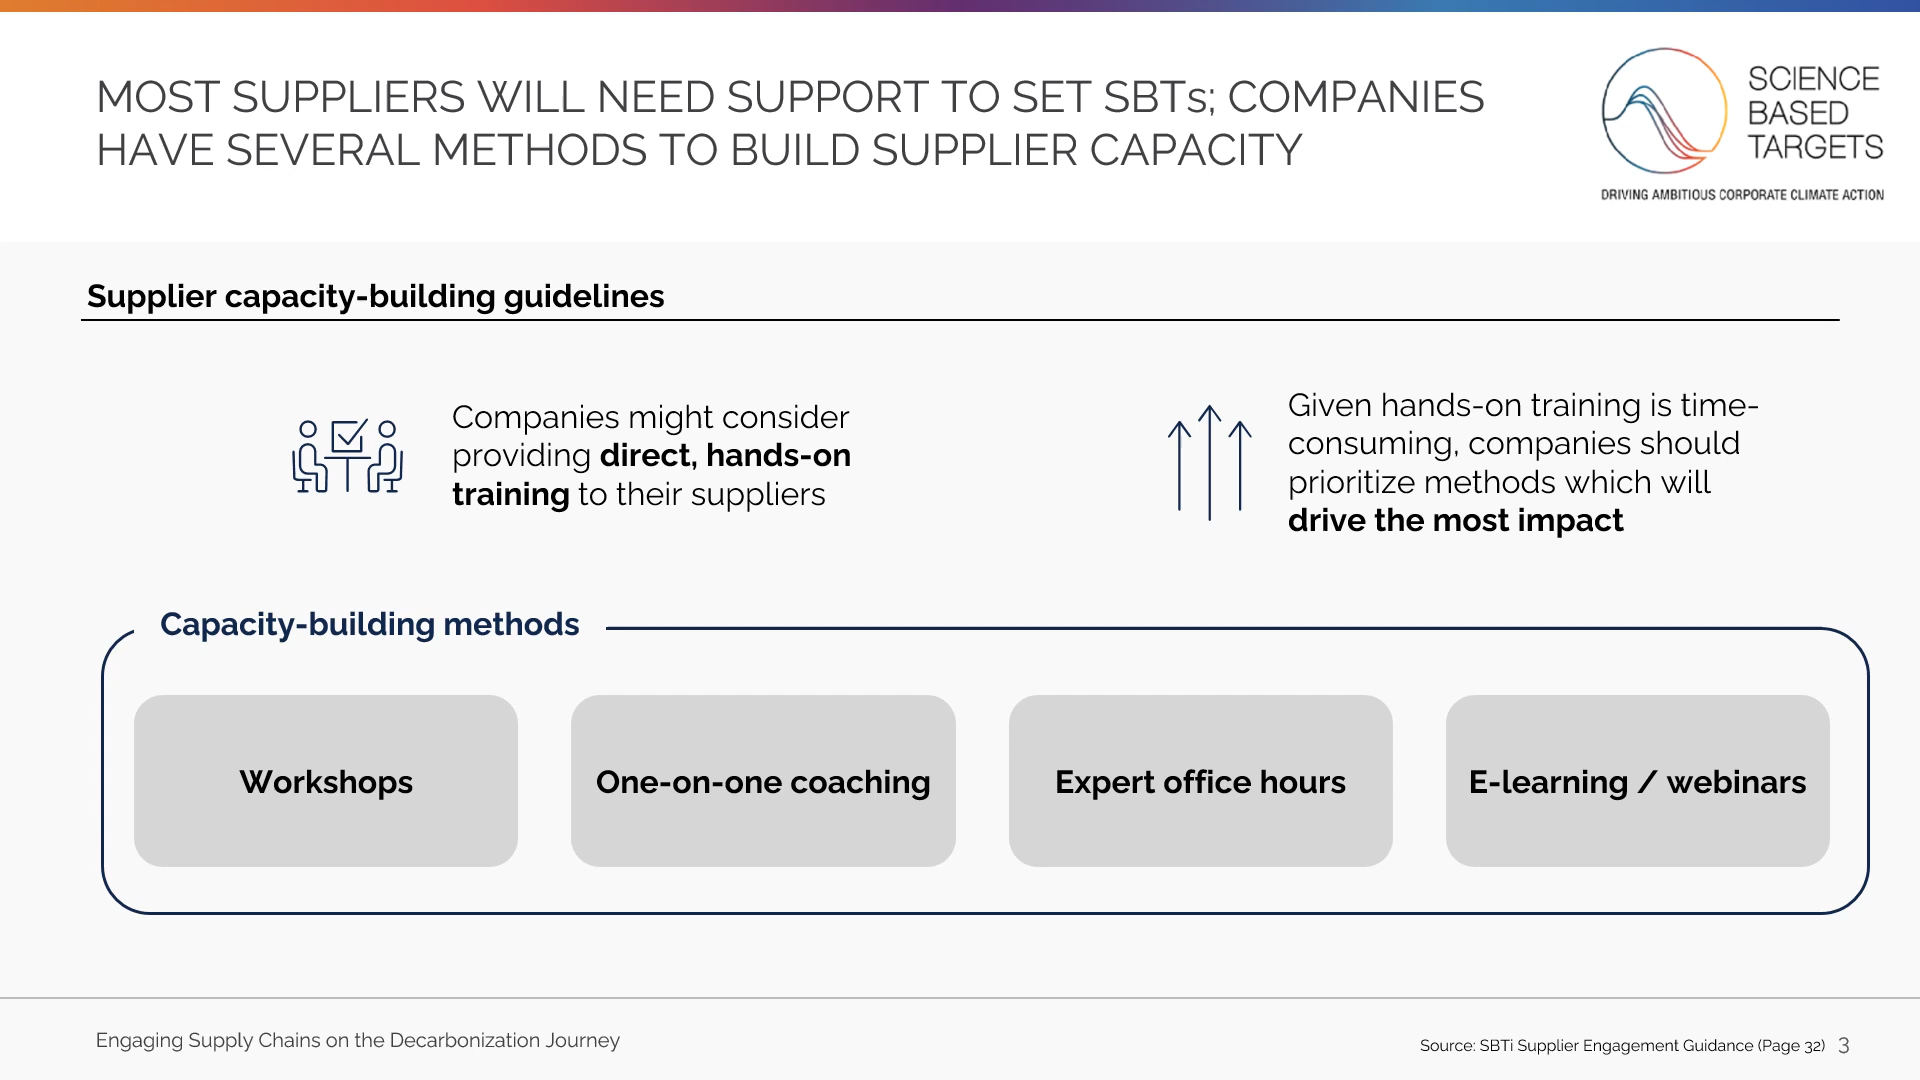 MOST SUPPLIERS WILL NEED SUPPORT TO SET SBTs; COMPANIES
HAVE SEVERAL METHODS TO BUILD SUPPLIER CAPACITY
SCIENCE
BASED
TARGETS
DRIVING AMBITIOUS CORPORATE CLIMATE ACTION
Supplier capacity-building guidelines
Companies might consider
providing direct, hands-on
training to their suppliers
Given hands-on training is time-
consuming, companies should
prioritize methods which will
drive the most impact
Capacity-building methods
Workshops
One-on-one coaching
Expert office hours
E-learning / webinars
Engaging Supply Chains on the Decarbonization Journey
Source: SBTi Supplier Engagement Guidance (Page 32) 3